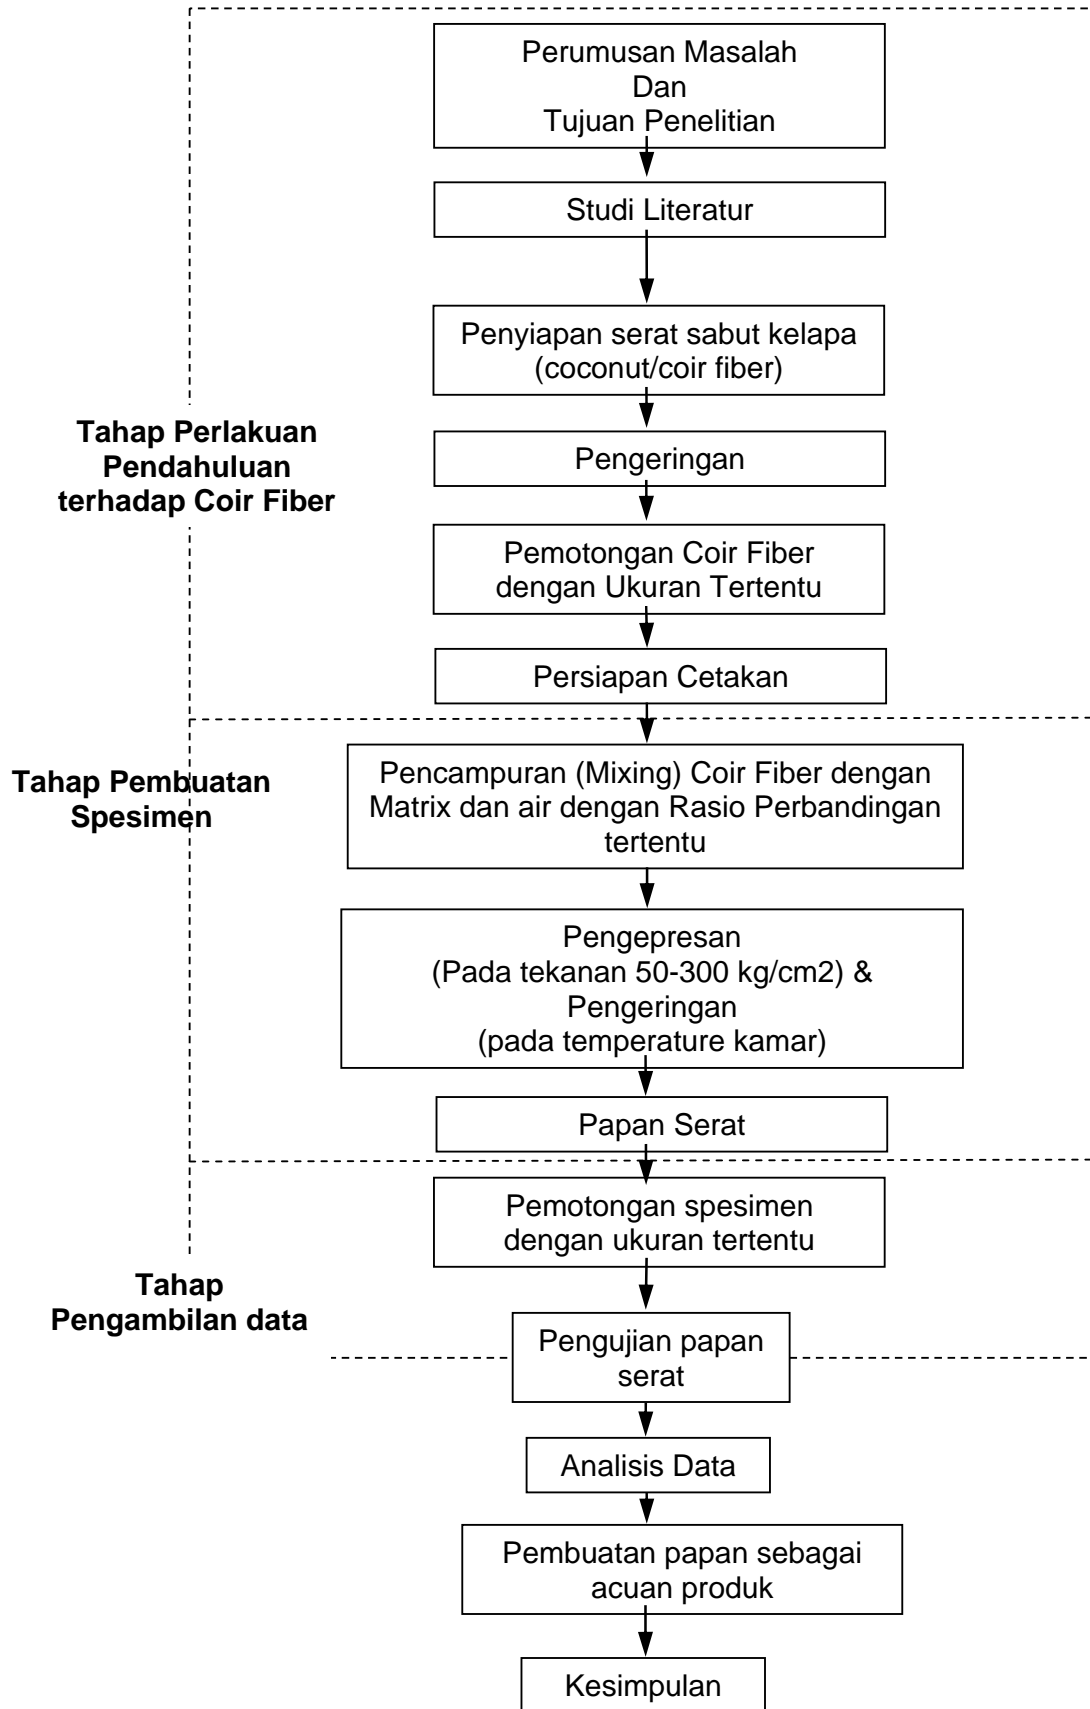 Perumusan Masalah
Dan
Tujuan Penelitian
Studi Literatur
Penyiapan serat sabut kelapa
(coconut/coir fiber)
Tahap Perlakuan
Pendahuluan
terhadap Coir Fiber
Pengeringan
Pemotongan Coir Fiber
dengan Ukuran Tertentu
Persiapan Cetakan
Tahap Pembuatan
Spesimen
Pencampuran (Mixing) Coir Fiber dengan
Matrix dan air dengan Rasio Perbandingan
tertentu
Pengepresan
(Pada tekanan 50-300 kg/cm2) &
Pengeringan
(pada temperature kamar)
Papan Serat
Pemotongan spesimen
dengan ukuran tertentu
Tahap
Pengambilan data
Pengujian papan
serat
Analisis Data
Pembuatan papan sebagai
acuan produk
Kesimpulan